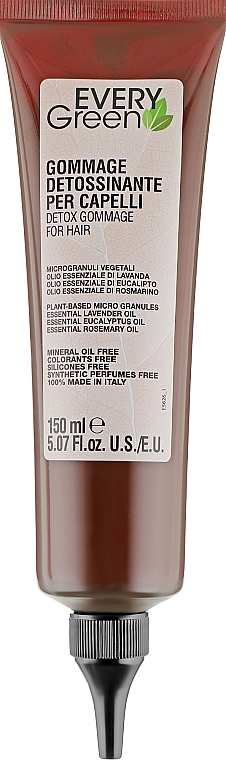 EVERY
Green
GOMMAGE
DETOSSINANTE
PER CAPELLI
DETOX GOMMAGE
FOR HAIR
MICROGRANULI VEGETALI
OLIO ESSENZIALE DI LAVANDA
OLIO ESSENZIALE DI EUCALIPTO
OLIO ESSENZIALE DI ROSMARINO
PLANT-BASED MICRO GRANULES
ESSENTIAL LAVENDER OIL
ESSENTIAL EUCALYPTUS OIL
ESSENTIAL ROSEMARY OIL
MINERAL OIL FREE
COLORANTS FREE
SILICONES FREE
SYNTHETIC PERFUMES FREE
100% MADE IN ITALY
150 ml e
5.07 Fl.oz. U.S./E.U.